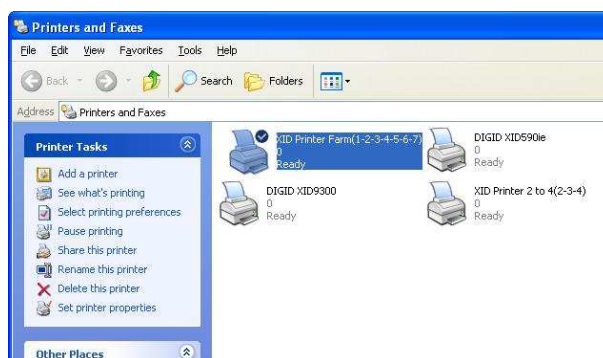 Printers and Faxes
File Edit View Favorites Tools Help
Back Search Folders
Address Printers and Faxes
Printer Tasks
Add a printer
See what's printing
Select printing preferences
Pause printing
Share this printer
Rename this printer
Delete this printer
Set printer properties
Other Places
XID Printer Farm(1-2-3-4-5-6-7)
0
Ready
DIGID XID590ie
0
Ready
DIGID XID9300
0
Ready
XID Printer 2 to 4(2-3-4)
0
Ready